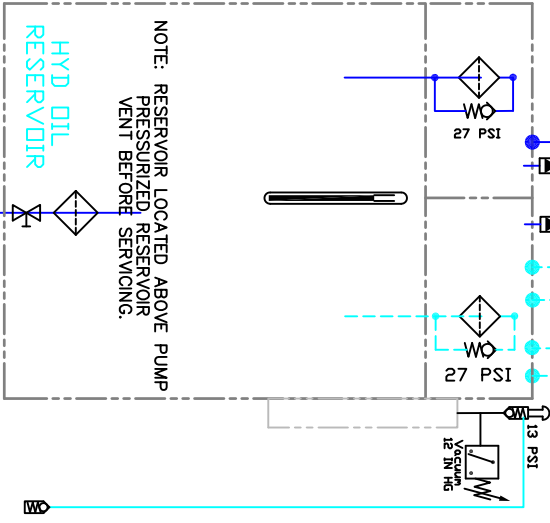 HYD OIL
RESERVOIR
NOTE: RESERVOIR LOCATED ABOVE PUMP
PRESSURIZED RESERVOIR
VENT BEFORE SERVICING.
27 PSI
27 PSI
13 PSI
Vacuum
12 IN HG